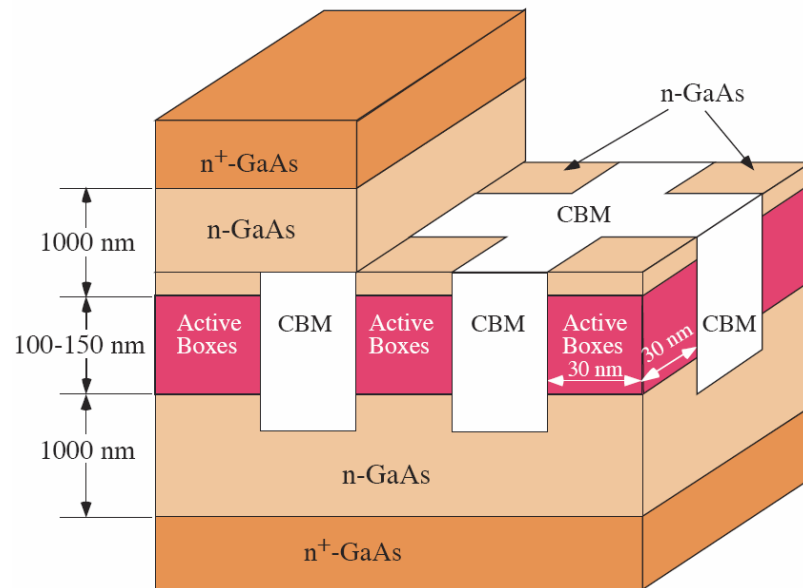 n⁺-GaAs
n-GaAs
n-GaAs
CBM
1000 nm
Active
Boxes
CBM
Active
Boxes
CBM
Active
Boxes
30 nm
30 nm
CBM
100-150 nm
1000 nm
n-GaAs
n⁺-GaAs